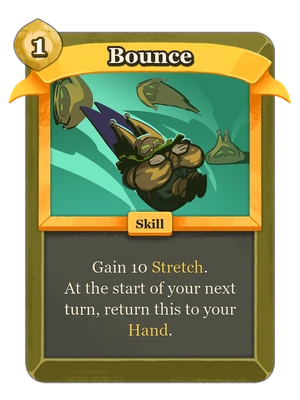 1
Bounce
Skill
Gain 10 Stretch.
At the start of your next
turn, return this to your
Hand.